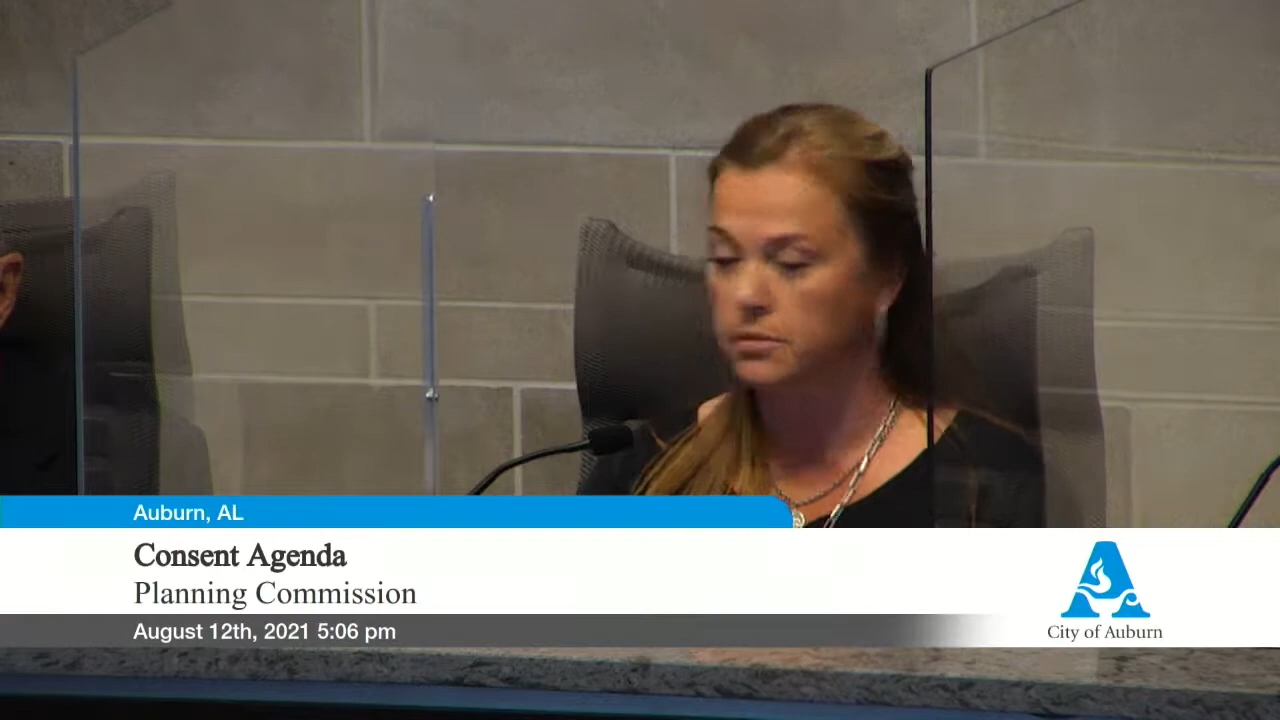 Auburn, AL
Consent Agenda
Planning Commission
August 12th, 2021 5:06 pm
City of Auburn